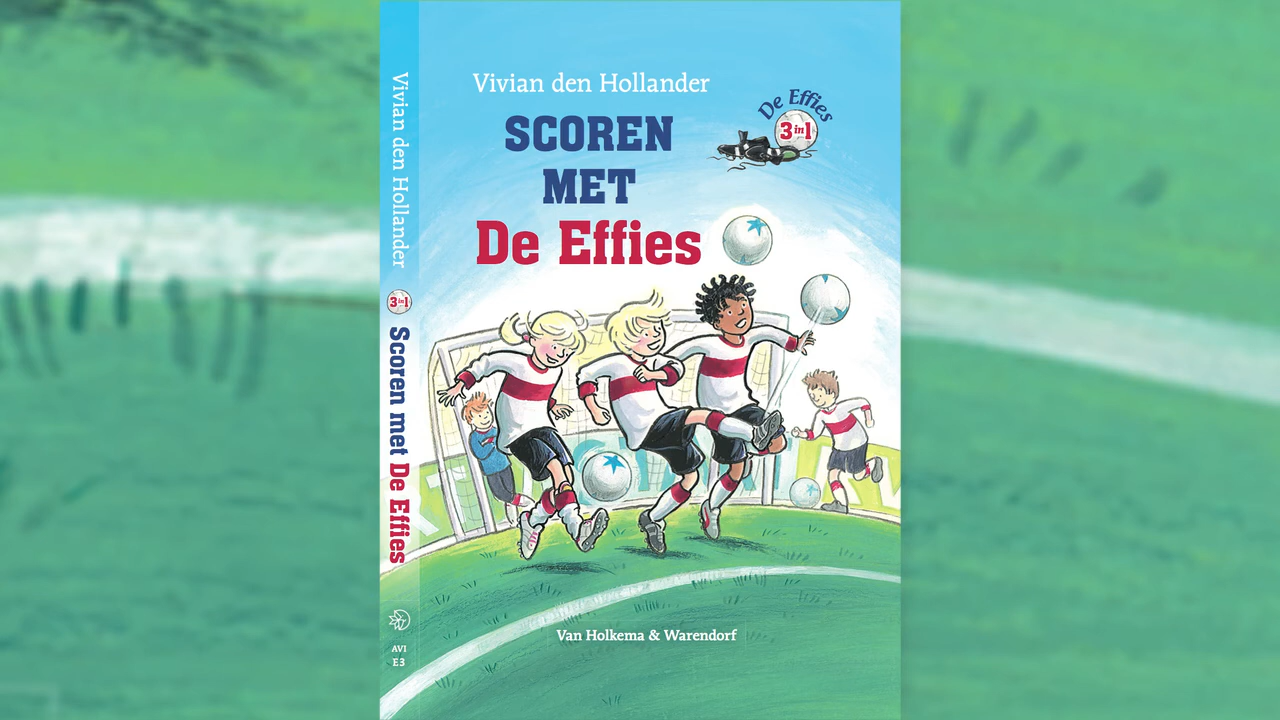 Vivian den Hollander
SCOREN
MET
De Effies
De Effies
3 in 1
Van Holkema & Warendorf
Vivian den Hollander
3 in 1
Scoren met De Effies
AVI
E3